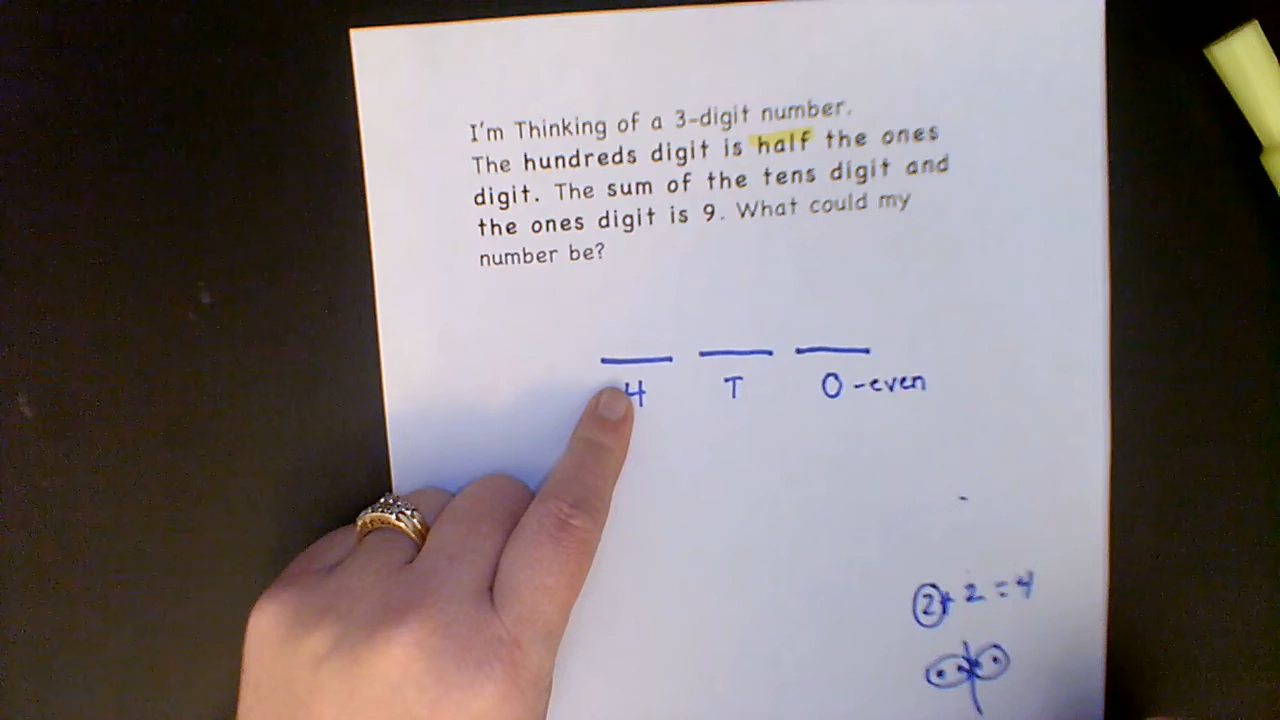 I'm Thinking of a 3-digit number.
The hundreds digit is half the ones
digit. The sum of the tens digit and
the ones digit is 9. What could my
number be?
H T O -even
2 + 2 = 4